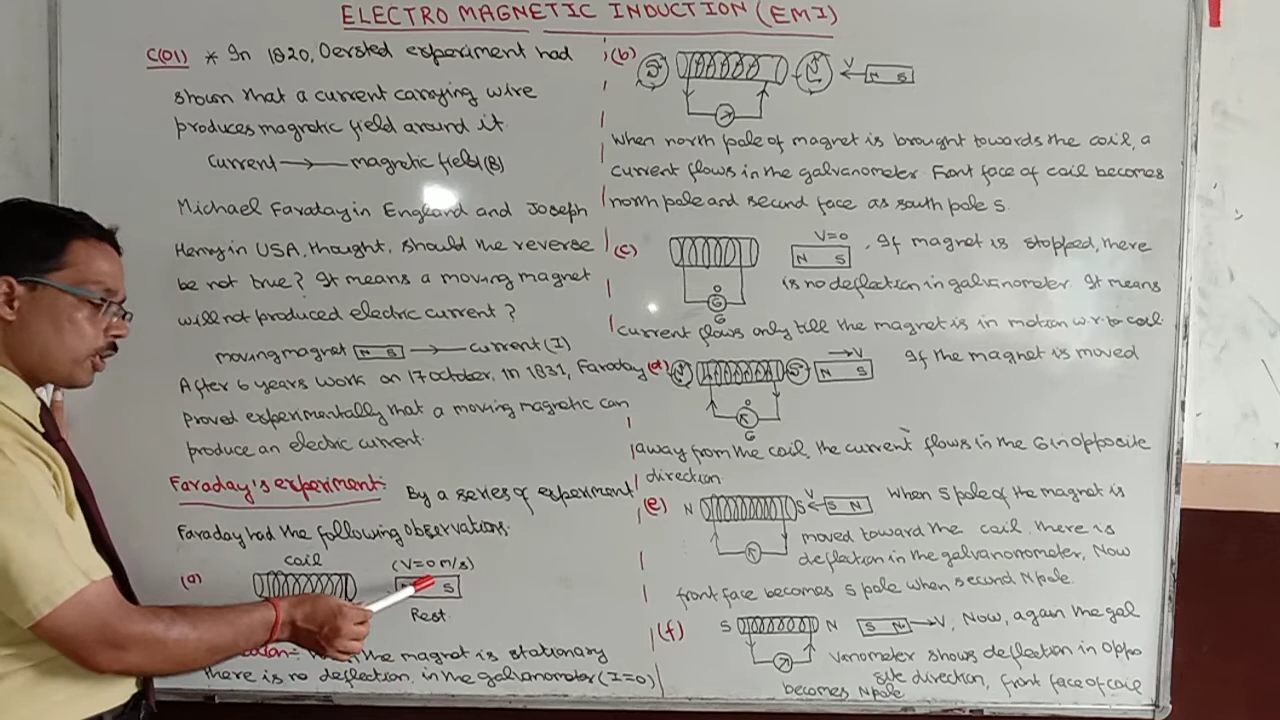 ELECTRO MAGNETIC INDUCTION (EMI)
C(01) * In 1820, Oersted experiment had
shown that a current carrying wire
produces magnetic field around it.
Current → magnetic field (B)
Michael Faraday in England and Joseph
Henry in USA, thought, should the reverse
be not true? It means a moving magnet
will not produced electric current?
moving magnet N S → current (I)
After 6 years work on 17 october, In 1831, Faraday
proved experimentally that a moving magnetic can
produce an electric current.
Faraday's experiment: By a series of experiment
Faraday had the following observations.
(a) coil (V=0 m/s)
S
Rest
the magnet is stationary
there is no deflection in the galvanometer (I=0)
(b) S N V N S
When north pole of magnet is brought towards the coil, a
current flows in the galvanometer. Front face of coil becomes
north pole and second face as south pole S.
(c) V=0 N S , If magnet is stopped, there
is no deflection in galvanometer. It means
0
G
G
current flows only till the magnet is in motion w.r. to coil.
(d) S V N S If the magnet is moved
0
G
away from the coil, the current flows in the G in opposite
direction.
(e) N S V S N When S pole of the magnet is
moved toward the coil, there is
deflection in the galvanonometer, Now
front face becomes S pole when second N pole.
(f) S N S N V, Now, again the gal
vanometer shows deflection in oppo
site direction, front face of coil
becomes N pole